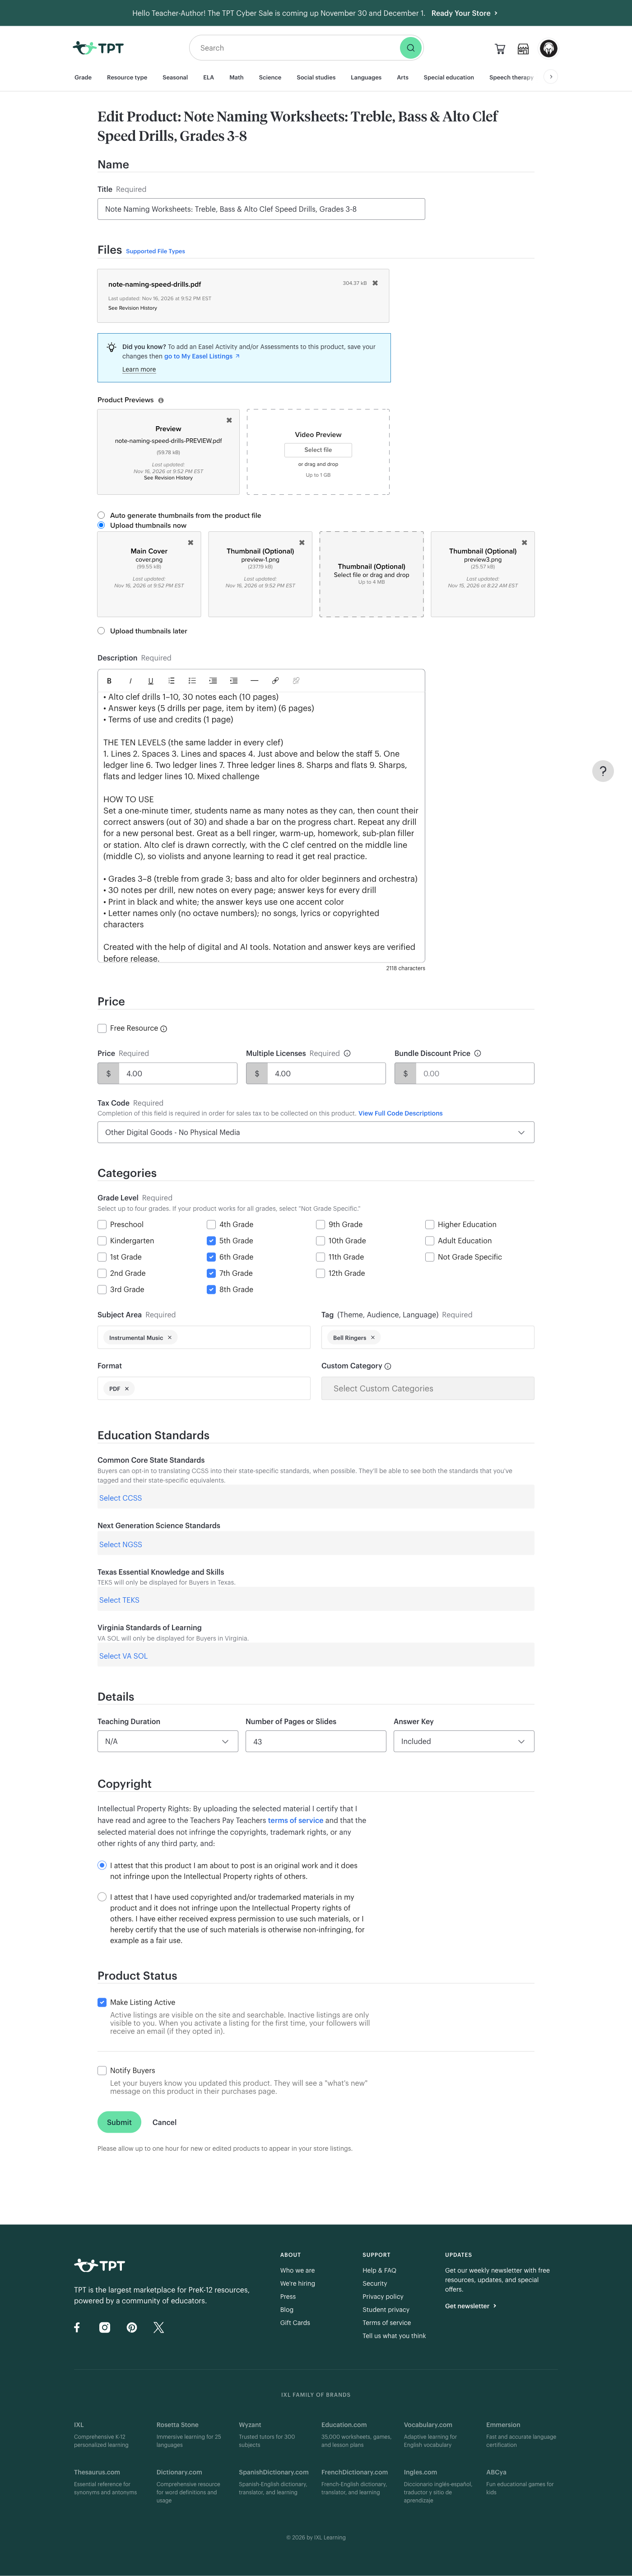 Hello Teacher-Author! The TPT Cyber Sale is coming up November 30 and December 1. Ready Your Store
TPT
Search
Grade Resource type Seasonal ELA Math Science Social studies Languages Arts Special education Speech therapy
Edit Product: Note Naming Worksheets: Treble, Bass & Alto Clef
Speed Drills, Grades 3-8
Name
Title Required
Note Naming Worksheets: Treble, Bass & Alto Clef Speed Drills, Grades 3-8
Files Supported File Types
note-naming-speed-drills.pdf
304.37 kB
Last updated: Nov 16, 2026 at 9:52 PM EST
See Revision History
Did you know? To add an Easel Activity and/or Assessments to this product, save your
changes then go to My Easel Listings
Learn more
Product Previews
Preview
note-naming-speed-drills-PREVIEW.pdf
(59.78 kB)
Last updated:
Nov 16, 2026 at 9:52 PM EST
See Revision History
Video Preview
Select file
or drag and drop
Up to 1 GB
Auto generate thumbnails from the product file
Upload thumbnails now
Main Cover
cover.png
(99.55 kB)
Last updated:
Nov 16, 2026 at 9:52 PM EST
Thumbnail (Optional)
preview-1.png
(237.19 kB)
Last updated:
Nov 16, 2026 at 9:52 PM EST
Thumbnail (Optional)
Select file or drag and drop
Up to 4 MB
Thumbnail (Optional)
preview3.png
(25.57 kB)
Last updated:
Nov 15, 2026 at 8:22 AM EST
Upload thumbnails later
Description Required
B I U
• Alto clef drills 1–10, 30 notes each (10 pages)
• Answer keys (5 drills per page, item by item) (6 pages)
• Terms of use and credits (1 page)
THE TEN LEVELS (the same ladder in every clef)
1. Lines 2. Spaces 3. Lines and spaces 4. Just above and below the staff 5. One
ledger line 6. Two ledger lines 7. Three ledger lines 8. Sharps and flats 9. Sharps,
flats and ledger lines 10. Mixed challenge
HOW TO USE
Set a one-minute timer, students name as many notes as they can, then count their
correct answers (out of 30) and shade a bar on the progress chart. Repeat any drill
for a new personal best. Great as a bell ringer, warm-up, homework, sub-plan filler
or station. Alto clef is drawn correctly, with the C clef centred on the middle line
(middle C), so violists and anyone learning to read it get real practice.
• Grades 3–8 (treble from grade 3; bass and alto for older beginners and orchestra)
• 30 notes per drill, new notes on every page; answer keys for every drill
• Print in black and white; the answer keys use one accent color
• Letter names only (no octave numbers); no songs, lyrics or copyrighted
characters
Created with the help of digital and AI tools. Notation and answer keys are verified
before release.
2118 characters
?
Price
Free Resource
Price Required
Multiple Licenses Required
Bundle Discount Price
$ 4.00
$ 4.00
$ 0.00
Tax Code Required
Completion of this field is required in order for sales tax to be collected on this product. View Full Code Descriptions
Other Digital Goods - No Physical Media
Categories
Grade Level Required
Select up to four grades. If your product works for all grades, select "Not Grade Specific."
Preschool 4th Grade 9th Grade Higher Education
Kindergarten 5th Grade 10th Grade Adult Education
1st Grade 6th Grade 11th Grade Not Grade Specific
2nd Grade 7th Grade 12th Grade
3rd Grade 8th Grade
Subject Area Required
Tag (Theme, Audience, Language) Required
Instrumental Music
Bell Ringers
Format
Custom Category
PDF
Select Custom Categories
Education Standards
Common Core State Standards
Buyers can opt-in to translating CCSS into their state-specific standards, when possible. They'll be able to see both the standards that you've
tagged and their state-specific equivalents.
Select CCSS
Next Generation Science Standards
Select NGSS
Texas Essential Knowledge and Skills
TEKS will only be displayed for Buyers in Texas.
Select TEKS
Virginia Standards of Learning
VA SOL will only be displayed for Buyers in Virginia.
Select VA SOL
Details
Teaching Duration
Number of Pages or Slides
Answer Key
N/A
43
Included
Copyright
Intellectual Property Rights: By uploading the selected material I certify that I
have read and agree to the Teachers Pay Teachers terms of service and that the
selected materials does not infringe the copyrights, trademark rights, or any
other rights of any third party, and:
I attest that this product I am about to post is an original work and it does
not infringe upon the Intellectual Property rights of others.
I attest that I have used copyrighted and/or trademarked materials in my
product and it does not infringe upon the Intellectual Property rights of
others. I have either received express permission to use such materials, or I
hereby certify that the use of such materials is otherwise non-infringing, for
example as a fair use.
Product Status
Make Listing Active
Active listings are visible on the site and searchable. Inactive listings are only
visible to you. When you activate a listing for the first time, your followers will
receive an email (if they opted in).
Notify Buyers
Let your buyers know you updated this product. They will see a "what's new"
message on this product in their purchases page.
Submit Cancel
Please allow up to one hour for new or edited products to appear in your store listings.
TPT
TPT is the largest marketplace for PreK-12 resources,
powered by a community of educators.
ABOUT
Who we are
We're hiring
Press
Blog
Gift Cards
SUPPORT
Help & FAQ
Security
Privacy policy
Student privacy
Terms of service
Tell us what you think
UPDATES
Get our weekly newsletter with free
resources, updates, and special
offers.
Get newsletter
IXL FAMILY OF BRANDS
IXL
Comprehensive K-12
personalized learning
Rosetta Stone
Immersive learning for 25
languages
Wyzant
Trusted tutors for 300
subjects
Education.com
35,000 worksheets, games,
and lesson plans
Vocabulary.com
Adaptive learning for
English vocabulary
Emmersion
Fast and accurate language
certification
Thesaurus.com
Essential reference for
synonyms and antonyms
Dictionary.com
Comprehensive resource
for word definitions and
usage
SpanishDictionary.com
Spanish-English dictionary,
translator, and learning
FrenchDictionary.com
French-English dictionary,
translator, and learning
Ingles.com
Diccionario inglés-español,
traductor y sitio de
aprendizaje
ABCya
Fun educational games for
kids
© 2026 by IXL Learning